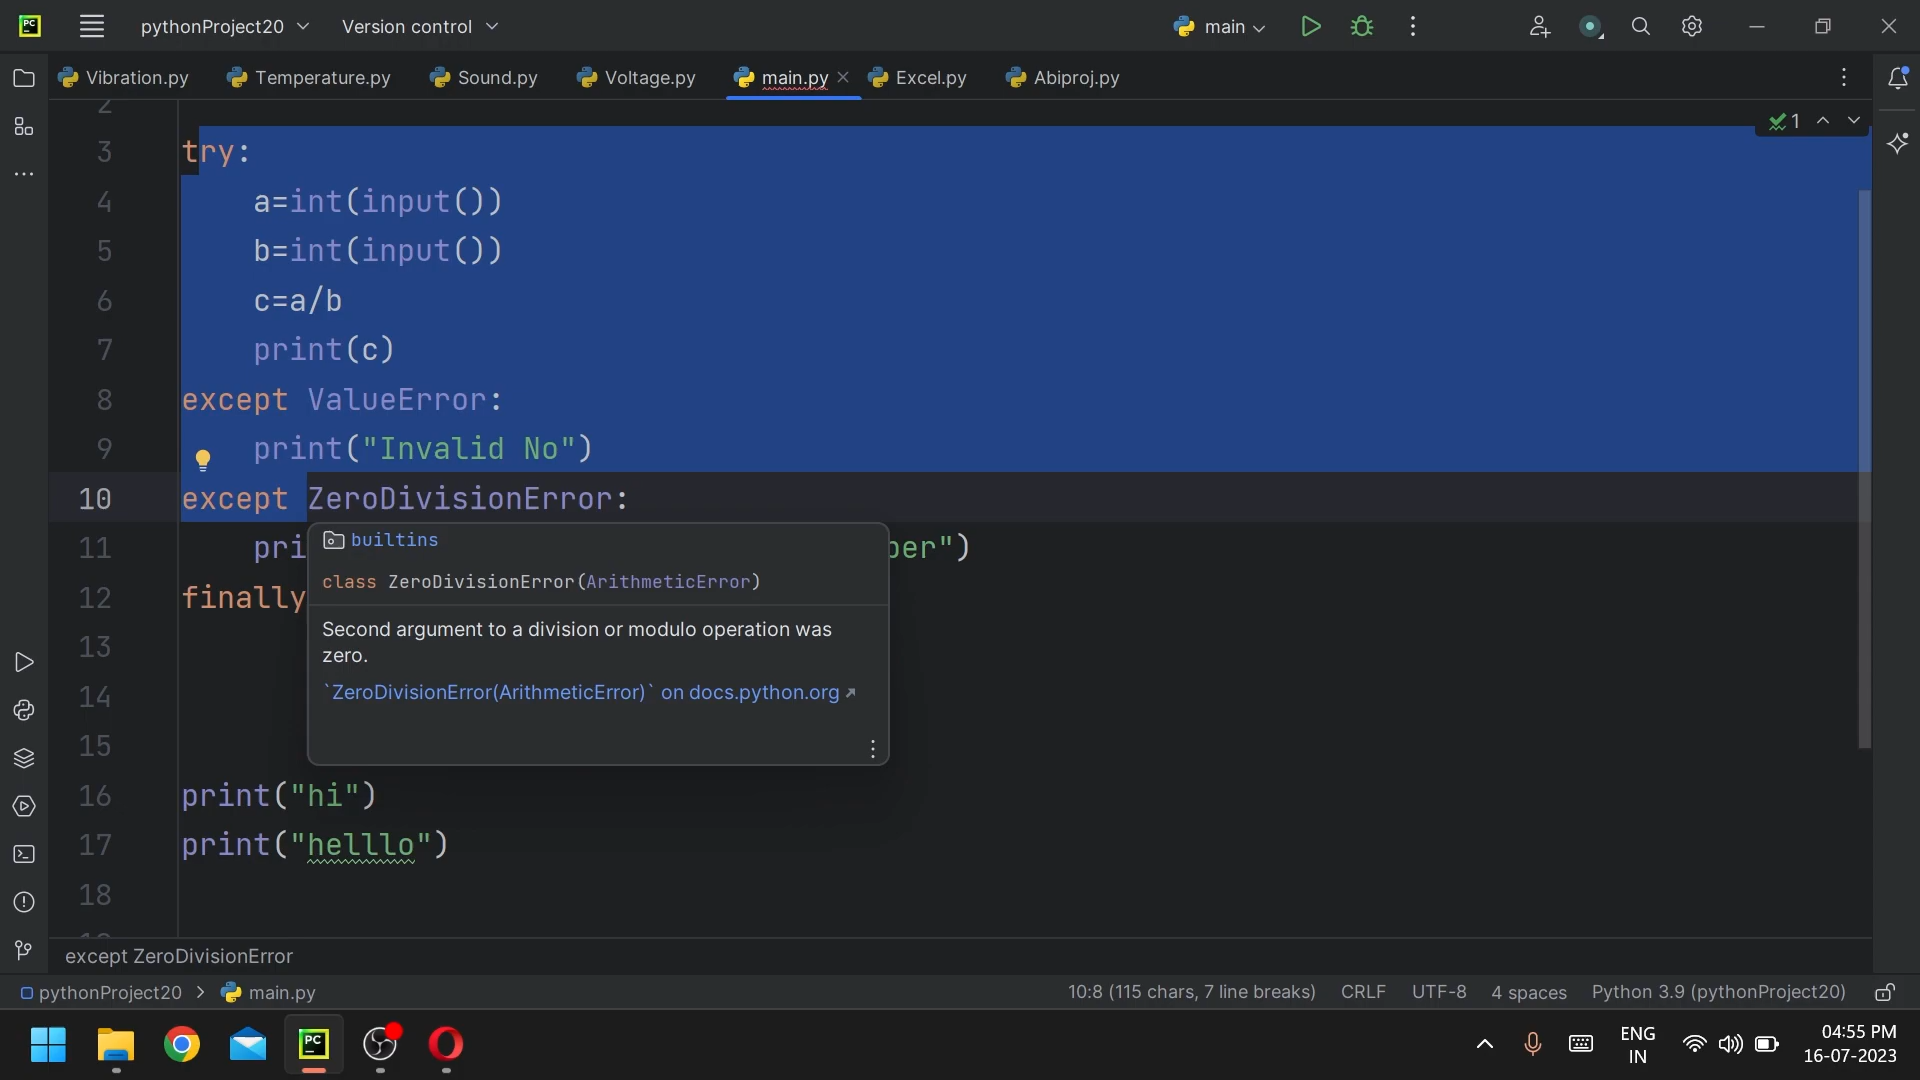 PC
pythonProject20
Version control
main
Vibration.py
Temperature.py
Sound.py
Voltage.py
main.py
Excel.py
Abiproj.py
1
2
3 try:
4 a=int(input())
5 b=int(input())
6 c=a/b
7 print(c)
8 except ValueError:
9 print("Invalid No")
10 except ZeroDivisionError:
11 pri ber")
12 finally
13
14
15
16 print("hi")
17 print("helllo")
18
builtins
class ZeroDivisionError(ArithmeticError)
Second argument to a division or modulo operation was
zero.
`ZeroDivisionError(ArithmeticError)` on docs.python.org
except ZeroDivisionError
pythonProject20 > main.py
10:8 (115 chars, 7 line breaks) CRLF UTF-8 4 spaces Python 3.9 (pythonProject20)
PC
ENG
IN
04:55 PM
16-07-2023